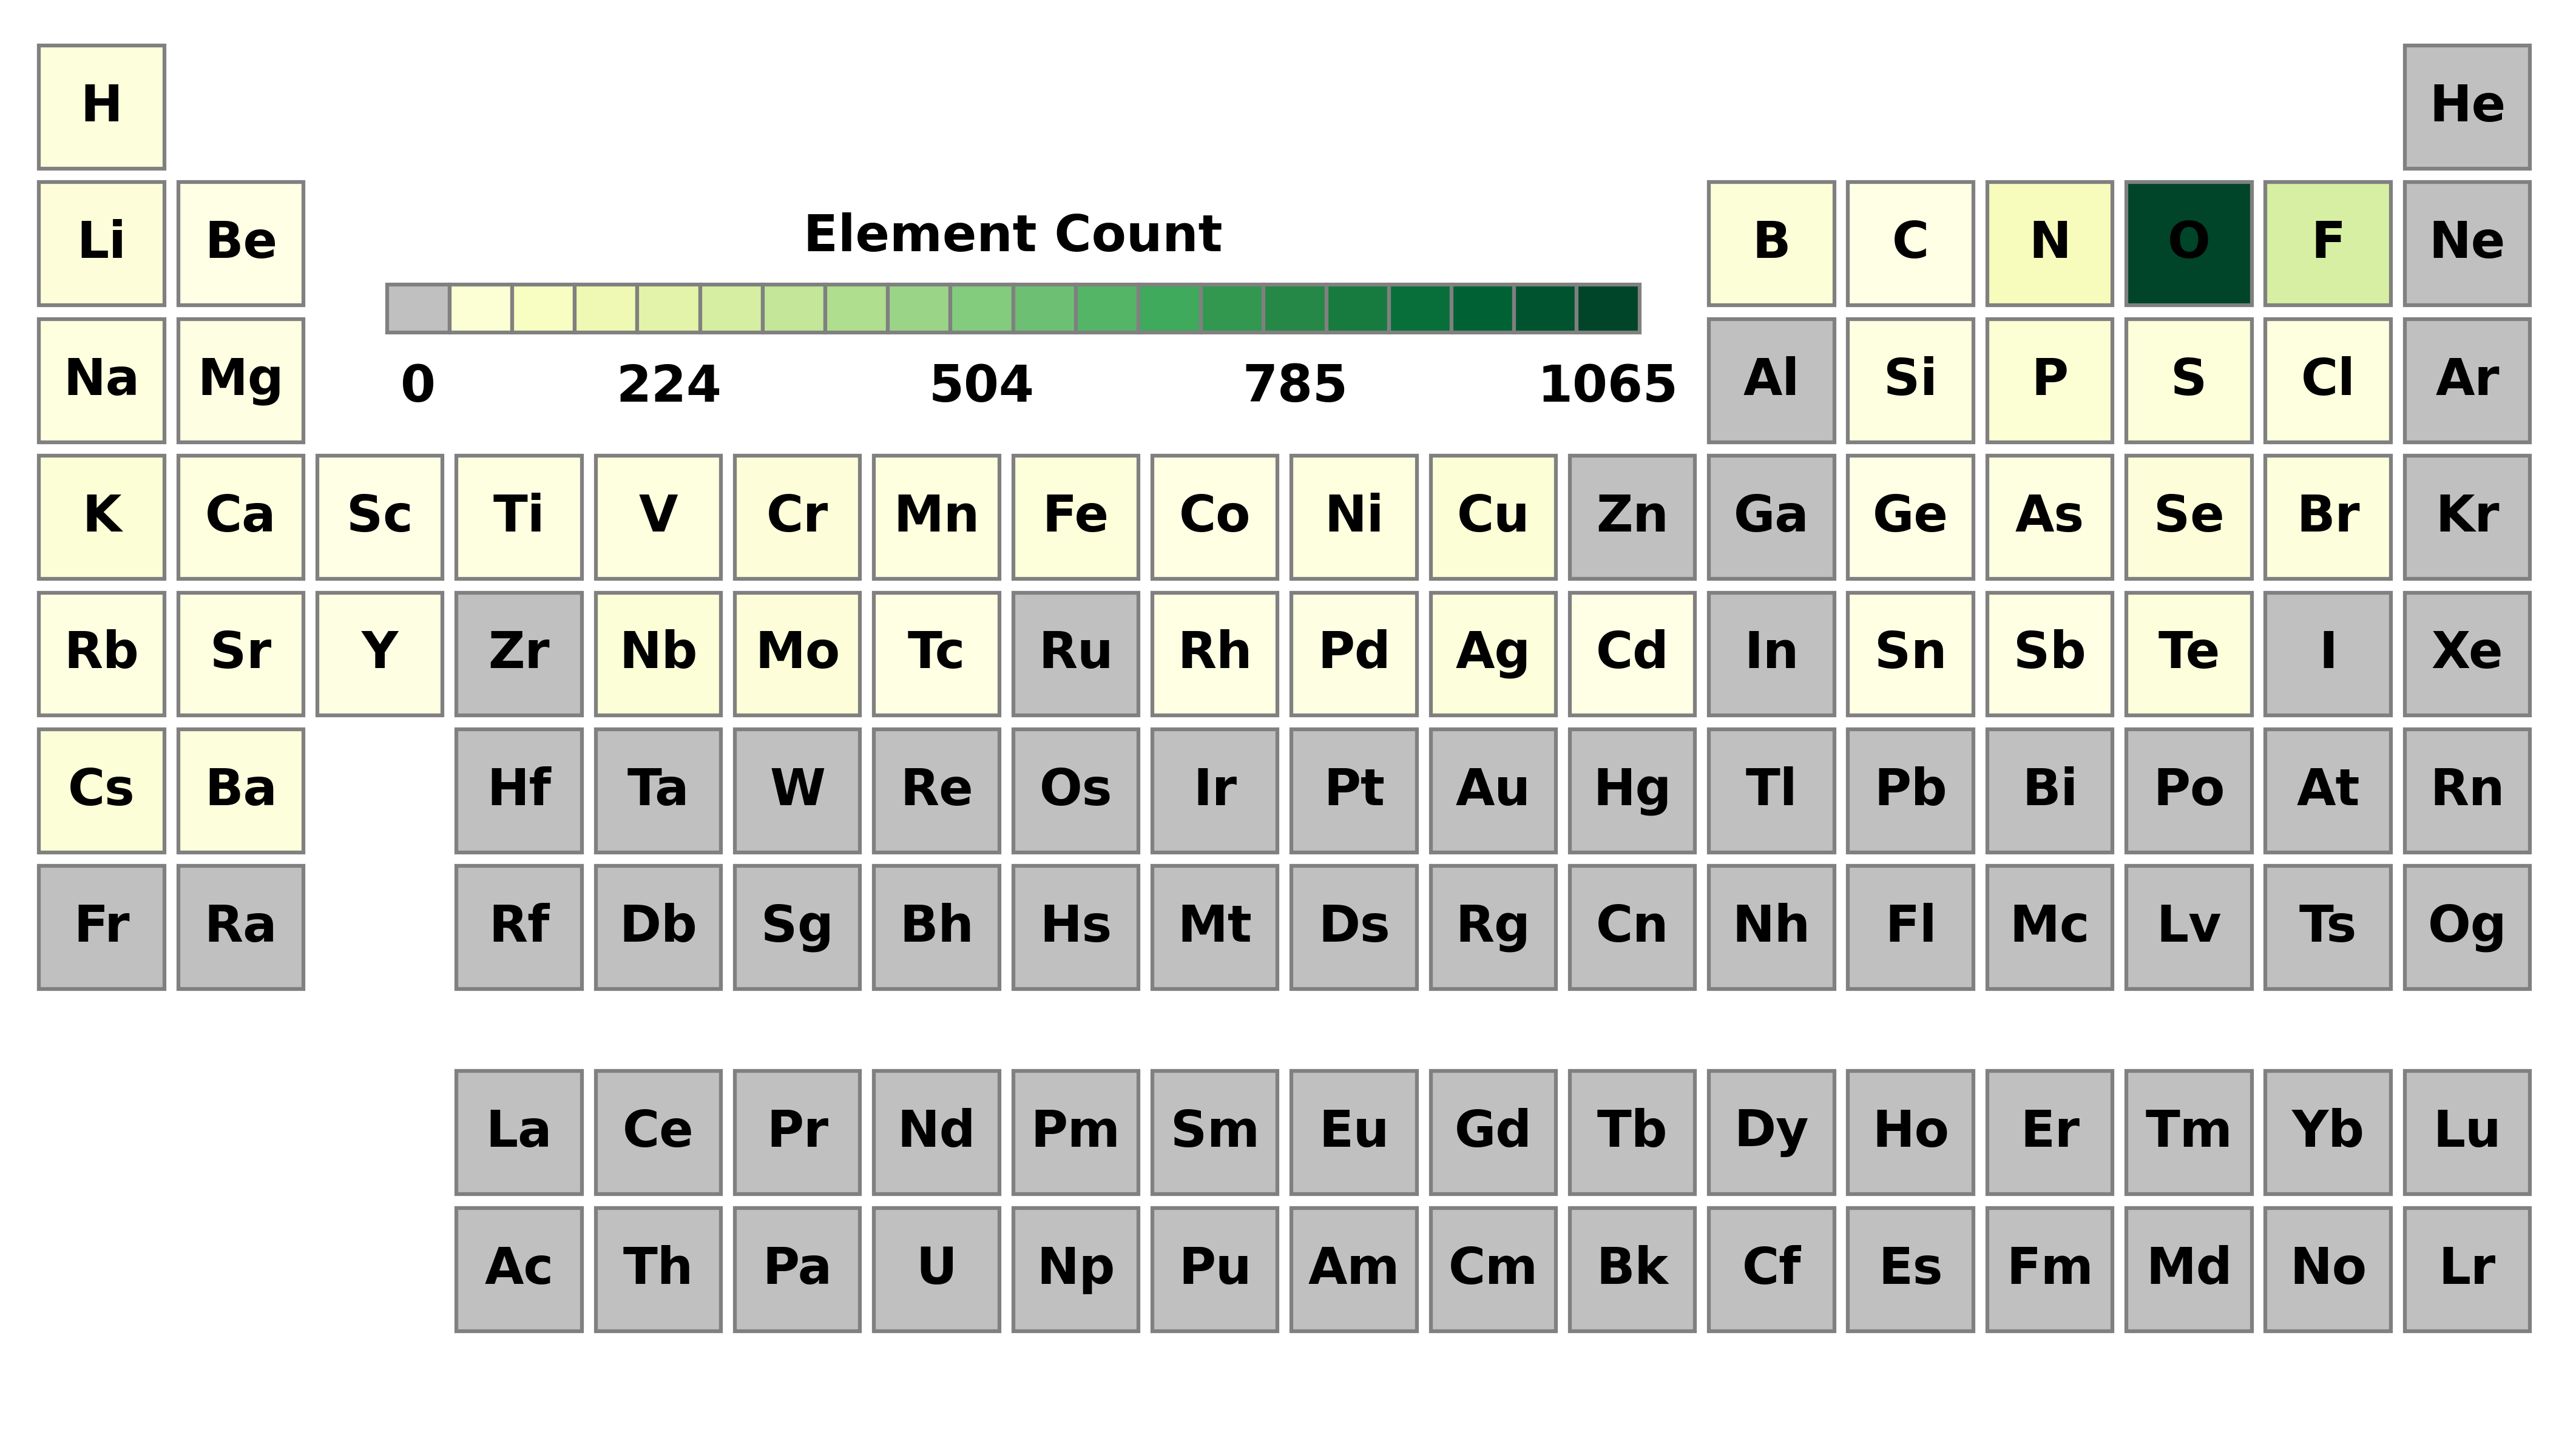 H He
Li Be Element Count B C N O F Ne
Na Mg 0 224 504 785 1065 Al Si P S Cl Ar
K Ca Sc Ti V Cr Mn Fe Co Ni Cu Zn Ga Ge As Se Br Kr
Rb Sr Y Zr Nb Mo Tc Ru Rh Pd Ag Cd In Sn Sb Te I Xe
Cs Ba Hf Ta W Re Os Ir Pt Au Hg Tl Pb Bi Po At Rn
Fr Ra Rf Db Sg Bh Hs Mt Ds Rg Cn Nh Fl Mc Lv Ts Og
La Ce Pr Nd Pm Sm Eu Gd Tb Dy Ho Er Tm Yb Lu
Ac Th Pa U Np Pu Am Cm Bk Cf Es Fm Md No Lr